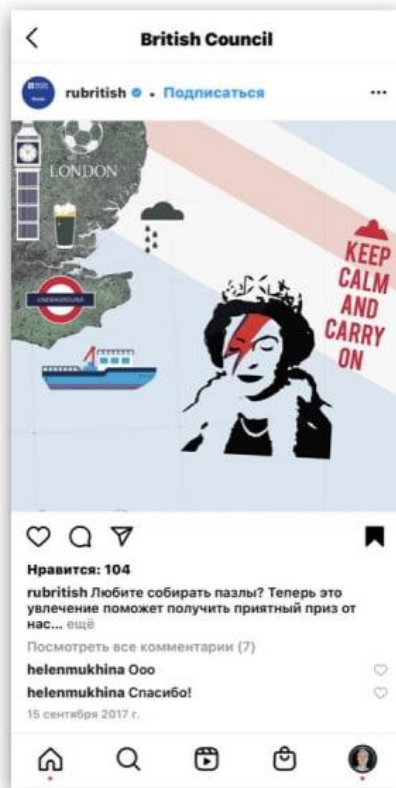 British Council
rubritish • Подписаться
LONDON
UNDERGROUND
KEEP
CALM
AND
CARRY
ON
Нравится: 104
rubritish Любите собирать пазлы? Теперь это
увлечение поможет получить приятный приз от
нас... ещё
Посмотреть все комментарии (7)
helenmukhina Ооо
helenmukhina Спасибо!
15 сентября 2017 г.